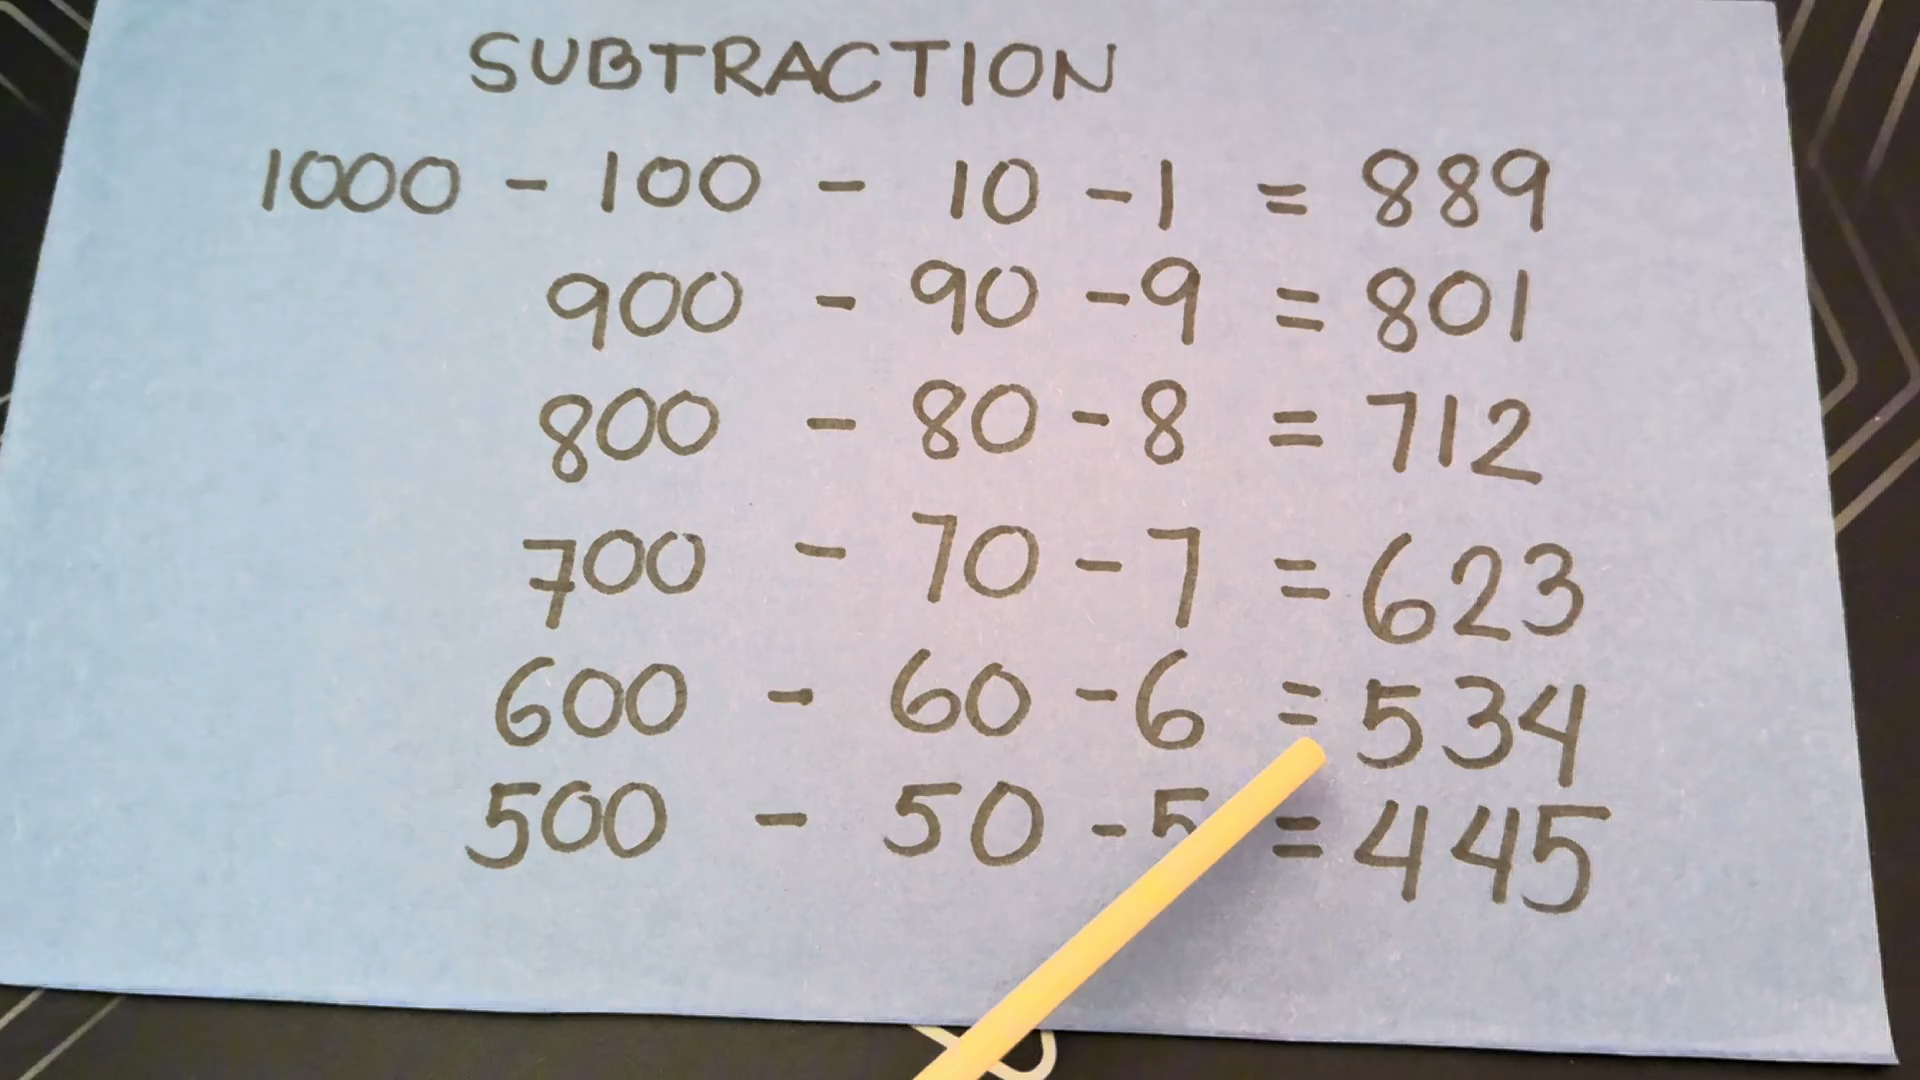 SUBTRACTION
1000 - 100 - 10 - 1 = 889
900 - 90 - 9 = 801
800 - 80 - 8 = 712
700 - 70 - 7 = 623
600 - 60 - 6 = 534
500 - 50 - 5 = 445